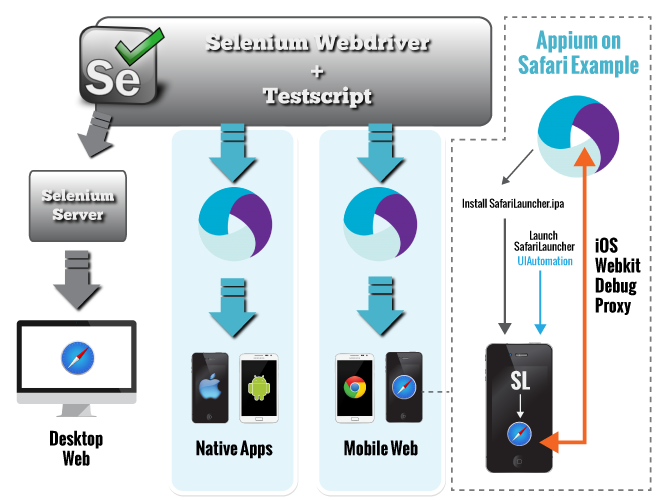 Se
Selenium Webdriver
+
Testscript
Appium on
Safari Example
Selenium
Server
Install SafariLauncher.ipa
Launch
SafariLauncher
UIAutomation
iOS
Webkit
Debug
Proxy
SL
Desktop
Web
Native Apps
Mobile Web